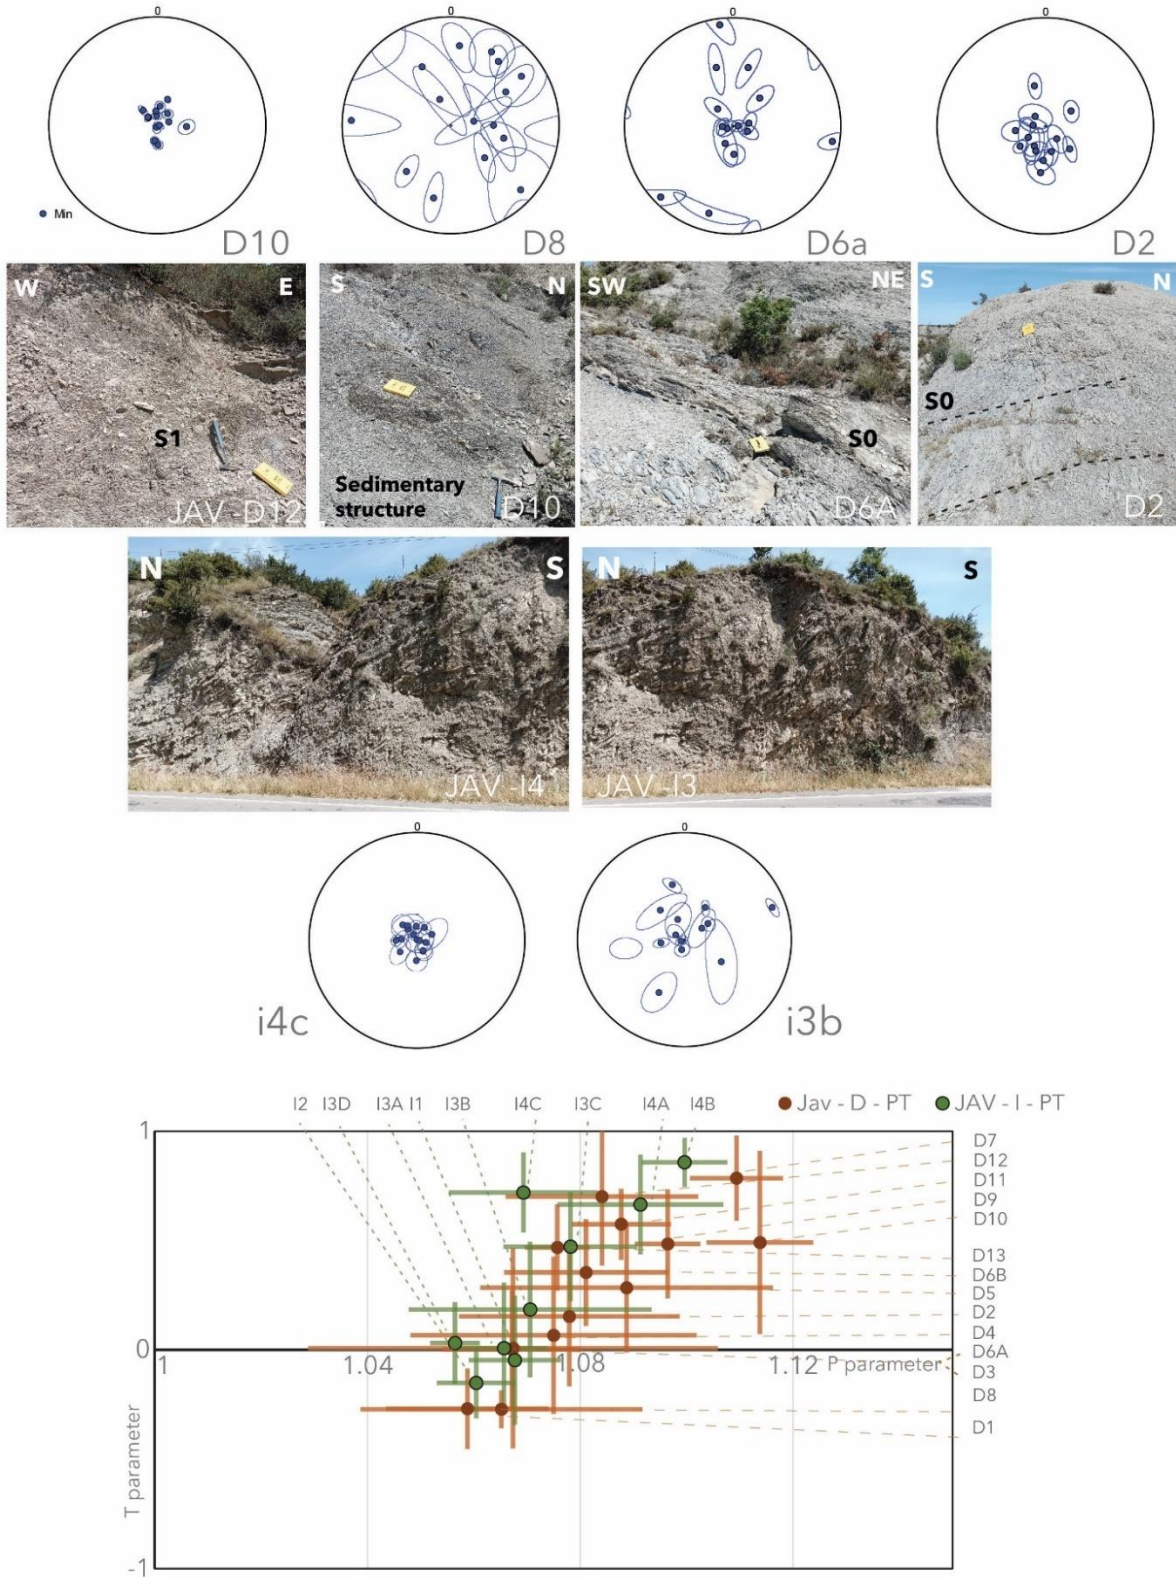 0 0 0 0
Min
D10 D8 D6a D2
W E S N SW NE S N
S1 S0 S0
Sedimentary
structure
JAV -D12 D10 D6A D2
N S N S
JAV -I4 JAV -I3
0 0
i4c i3b
I2 I3D I3A I1 I3B I4C I3C I4A I4B
Jav - D - PT JAV - I - PT
1
D7
D12
D11
D9
D10
D13
D6B
D5
D2
D4
0
D6A
1 1.04 1.08 1.12 P parameter
D3
D8
D1
T parameter
-1